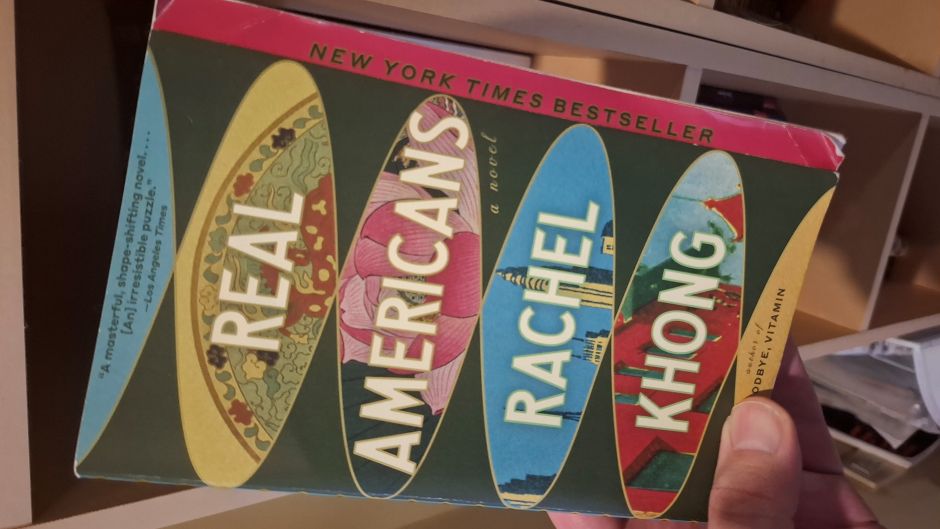 NEW YORK TIMES BESTSELLER
"A masterful, shape-shifting novel....
[An] irresistible puzzle."
—Los Angeles Times
REAL
AMERICANS
a novel
RACHEL
KHONG
author of
ODBYE, VITAMIN